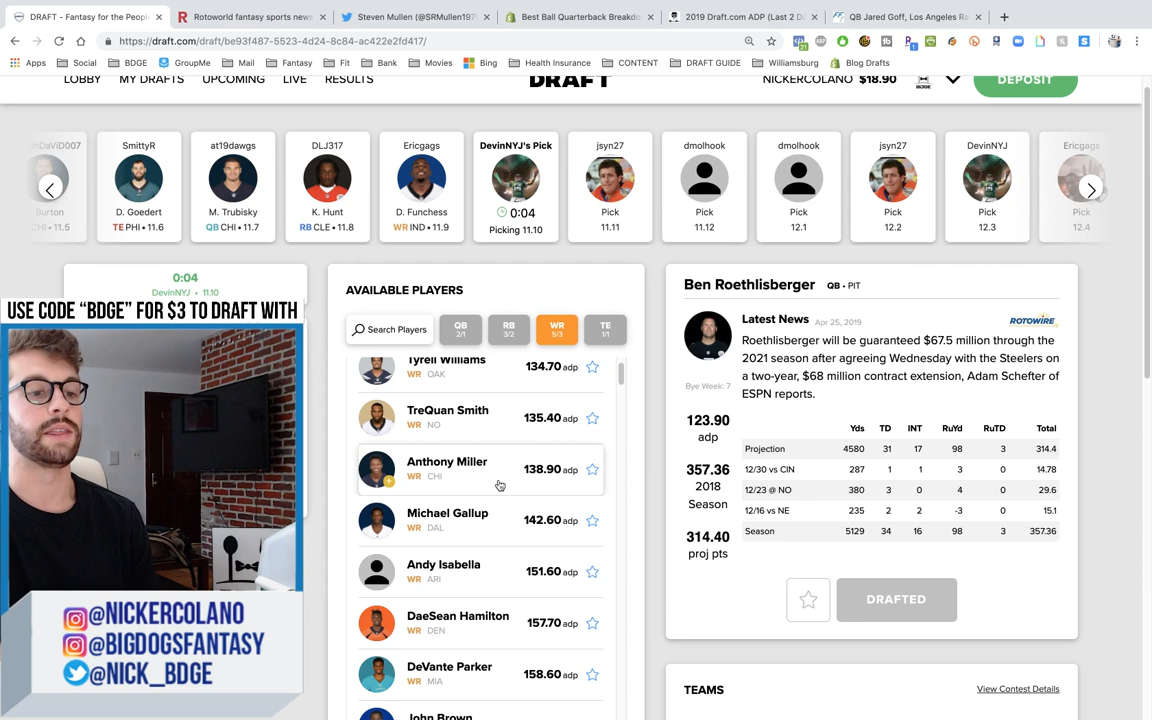 DRAFT - Fantasy for the Peopl
Rotoworld fantasy sports news
Steven Mullen (@SRMullen197
Best Ball Quarterback Breakdo
2019 Draft.com ADP (Last 2 Da
QB Jared Goff, Los Angeles Ra
https://draft.com/draft/be93f487-5523-4d24-8c84-ac422e2fd417/
Apps Social BDGE GroupMe Mail Fantasy Fit Bank Movies Bing Health Insurance CONTENT DRAFT GUIDE Williamsburg Blog Drafts
LOBBY MY DRAFTS UPCOMING LIVE RESULTS DRAFT NICKERCOLANO $18.90 DEPOSIT
DaViD007 SmittyR at19dawgs DLJ317 Ericgags DevinNYJ's Pick jsyn27 dmolhook dmolhook jsyn27 DevinNYJ Ericgags
Burton D. Goedert M. Trubisky K. Hunt D. Funchess 0:04 Pick Pick Pick Pick Pick Pick
CHI • 11.5 TE PHI • 11.6 QB CHI • 11.7 RB CLE • 11.8 WR IND • 11.9 Picking 11.10 11.11 11.12 12.1 12.2 12.3 12.4
0:04
DevinNYJ • 11.10
USE CODE "BDGE" FOR $3 TO DRAFT WITH
@NICKERCOLANO
@BIGDOGSFANTASY
@NICK_BDGE
AVAILABLE PLAYERS
Search Players
QB RB WR TE
2/1 3/2 5/3 1/1
Tyrell Williams 134.70 adp
WR OAK
TreQuan Smith 135.40 adp
WR NO
Anthony Miller 138.90 adp
WR CHI
Michael Gallup 142.60 adp
WR DAL
Andy Isabella 151.60 adp
WR ARI
DaeSean Hamilton 157.70 adp
WR DEN
DeVante Parker 158.60 adp
WR MIA
John Brown
Ben Roethlisberger QB • PIT
Latest News Apr 25, 2019 ROTOWIRE
Roethlisberger will be guaranteed $67.5 million through the
2021 season after agreeing Wednesday with the Steelers on
a two-year, $68 million contract extension, Adam Schefter of
ESPN reports.
Bye Week: 7
123.90
adp
357.36
2018
Season
314.40
proj pts
Yds TD INT RuYd RuTD Total
Projection 4580 31 17 98 3 314.4
12/30 vs CIN 287 1 1 3 0 14.78
12/23 @ NO 380 3 0 4 0 29.6
12/16 vs NE 235 2 2 -3 0 15.1
Season 5129 34 16 98 3 357.36
DRAFTED
TEAMS View Contest Details